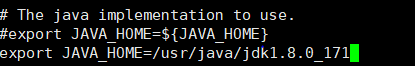 # The java implementation to use.
#export JAVA_HOME=${JAVA_HOME}
export JAVA_HOME=/usr/java/jdk1.8.0_171